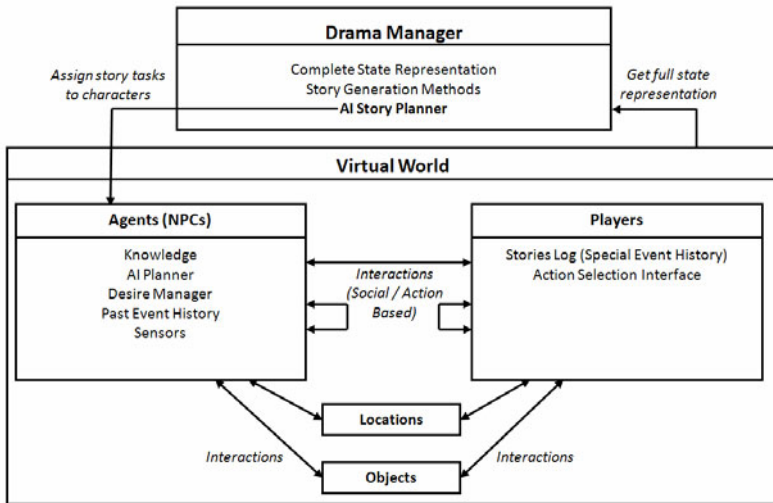 Drama Manager
Complete State Representation
Story Generation Methods
AI Story Planner
Assign story tasks
to characters
Get full state
representation
Virtual World
Agents (NPCs)
Knowledge
AI Planner
Desire Manager
Past Event History
Sensors
Interactions
(Social / Action
Based)
Players
Stories Log (Special Event History)
Action Selection Interface
Locations
Interactions
Interactions
Objects